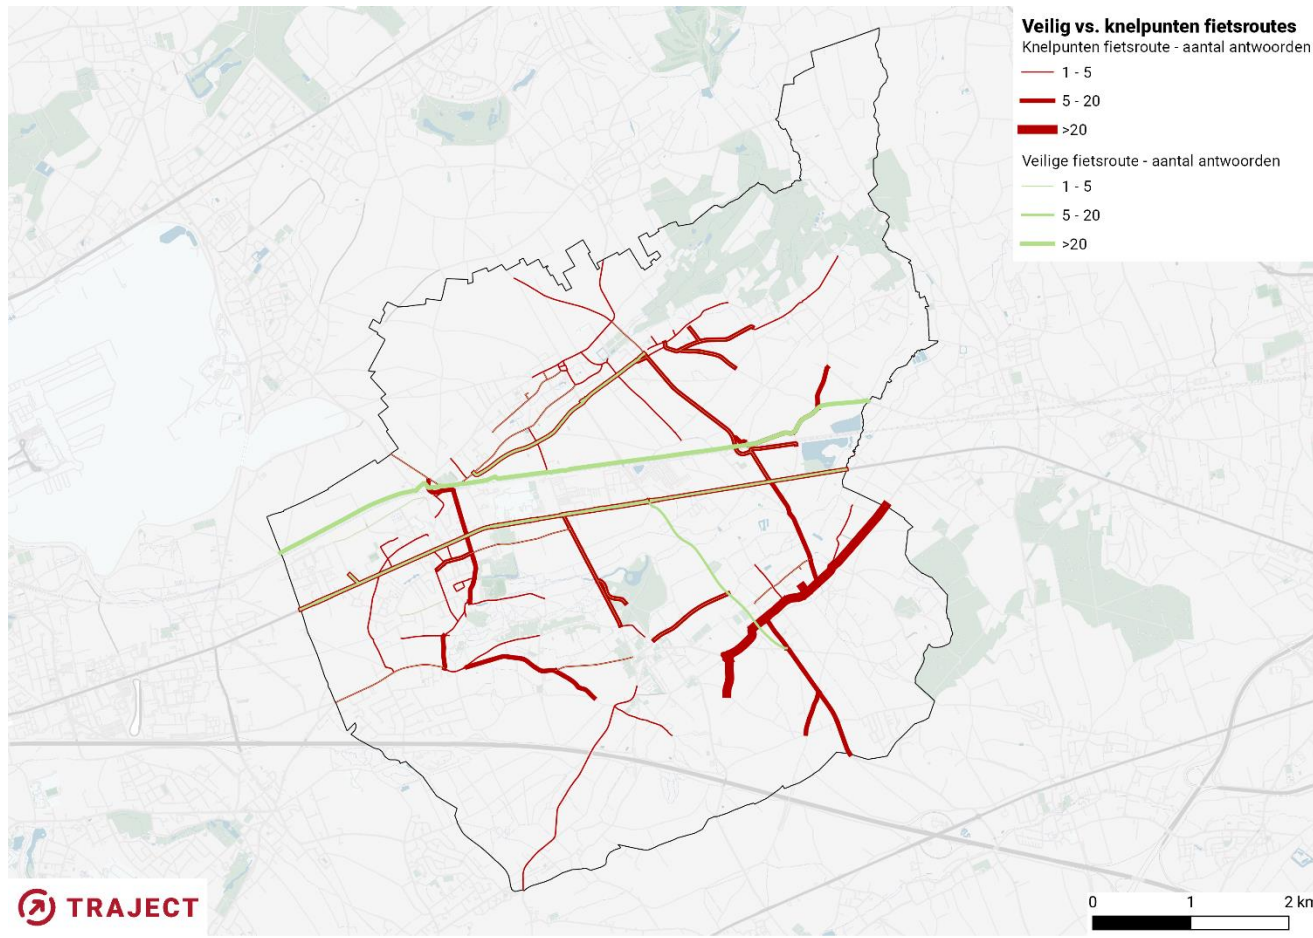 Veilig vs. knelpunten fietsroutes
Knelpunten fietsroute - aantal antwoorden
1 - 5
5 - 20
>20
Veilige fietsroute - aantal antwoorden
1 - 5
5 - 20
>20
TRAJECT
0 1 2 km